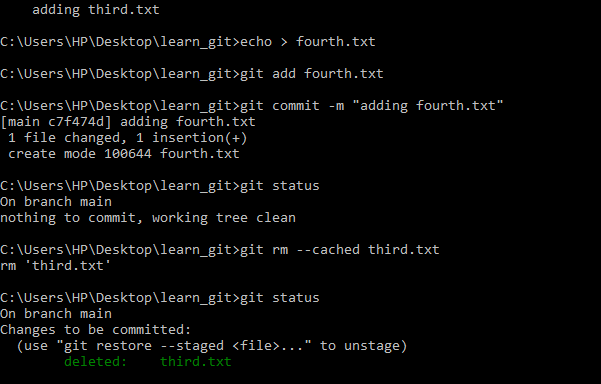 adding third.txt
C:\Users\HP\Desktop\learn_git>echo > fourth.txt
C:\Users\HP\Desktop\learn_git>git add fourth.txt
C:\Users\HP\Desktop\learn_git>git commit -m "adding fourth.txt"
[main c7f474d] adding fourth.txt
 1 file changed, 1 insertion(+)
 create mode 100644 fourth.txt
C:\Users\HP\Desktop\learn_git>git status
On branch main
nothing to commit, working tree clean
C:\Users\HP\Desktop\learn_git>git rm --cached third.txt
rm 'third.txt'
C:\Users\HP\Desktop\learn_git>git status
On branch main
Changes to be committed:
  (use "git restore --staged <file>..." to unstage)
        deleted:    third.txt